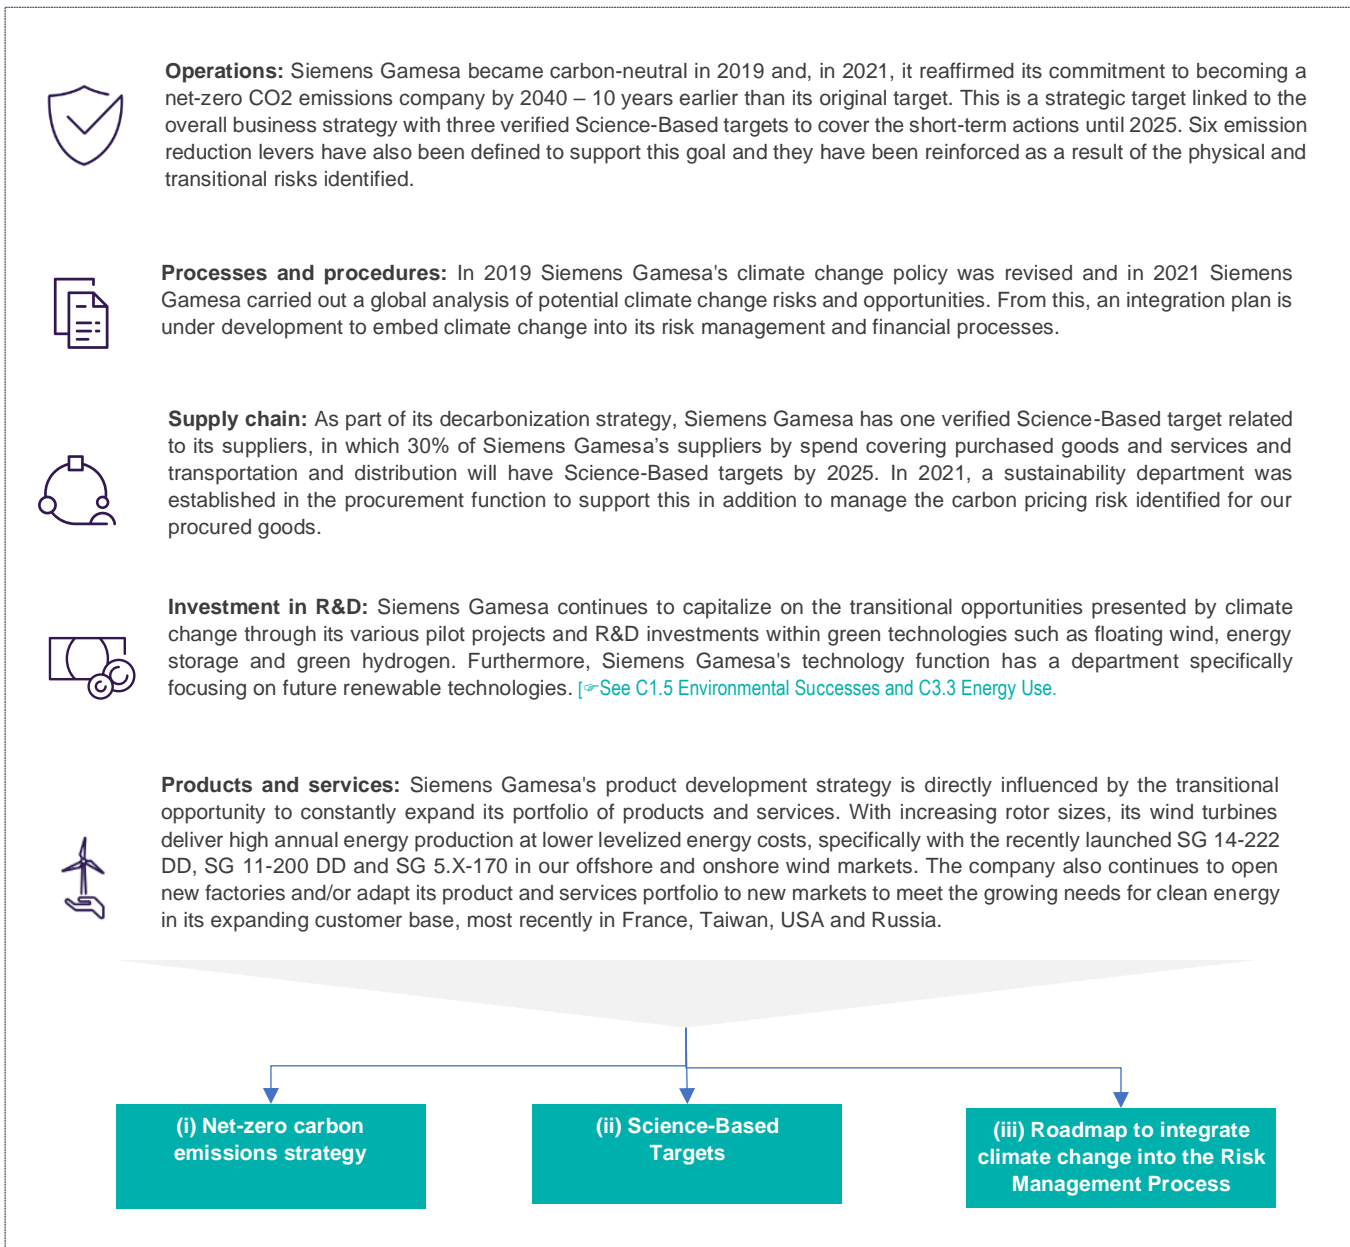 Operations: Siemens Gamesa became carbon-neutral in 2019 and, in 2021, it reaffirmed its commitment to becoming a
net-zero CO2 emissions company by 2040 – 10 years earlier than its original target. This is a strategic target linked to the
overall business strategy with three verified Science-Based targets to cover the short-term actions until 2025. Six emission
reduction levers have also been defined to support this goal and they have been reinforced as a result of the physical and
transitional risks identified.
Processes and procedures: In 2019 Siemens Gamesa's climate change policy was revised and in 2021 Siemens
Gamesa carried out a global analysis of potential climate change risks and opportunities. From this, an integration plan is
under development to embed climate change into its risk management and financial processes.
Supply chain: As part of its decarbonization strategy, Siemens Gamesa has one verified Science-Based target related
to its suppliers, in which 30% of Siemens Gamesa’s suppliers by spend covering purchased goods and services and
transportation and distribution will have Science-Based targets by 2025. In 2021, a sustainability department was
established in the procurement function to support this in addition to manage the carbon pricing risk identified for our
procured goods.
Investment in R&D: Siemens Gamesa continues to capitalize on the transitional opportunities presented by climate
change through its various pilot projects and R&D investments within green technologies such as floating wind, energy
storage and green hydrogen. Furthermore, Siemens Gamesa's technology function has a department specifically
focusing on future renewable technologies. [☞See C1.5 Environmental Successes and C3.3 Energy Use.
Products and services: Siemens Gamesa's product development strategy is directly influenced by the transitional
opportunity to constantly expand its portfolio of products and services. With increasing rotor sizes, its wind turbines
deliver high annual energy production at lower levelized energy costs, specifically with the recently launched SG 14-222
DD, SG 11-200 DD and SG 5.X-170 in our offshore and onshore wind markets. The company also continues to open
new factories and/or adapt its product and services portfolio to new markets to meet the growing needs for clean energy
in its expanding customer base, most recently in France, Taiwan, USA and Russia.
(i) Net-zero carbon
emissions strategy
(ii) Science-Based
Targets
(iii) Roadmap to integrate
climate change into the Risk
Management Process